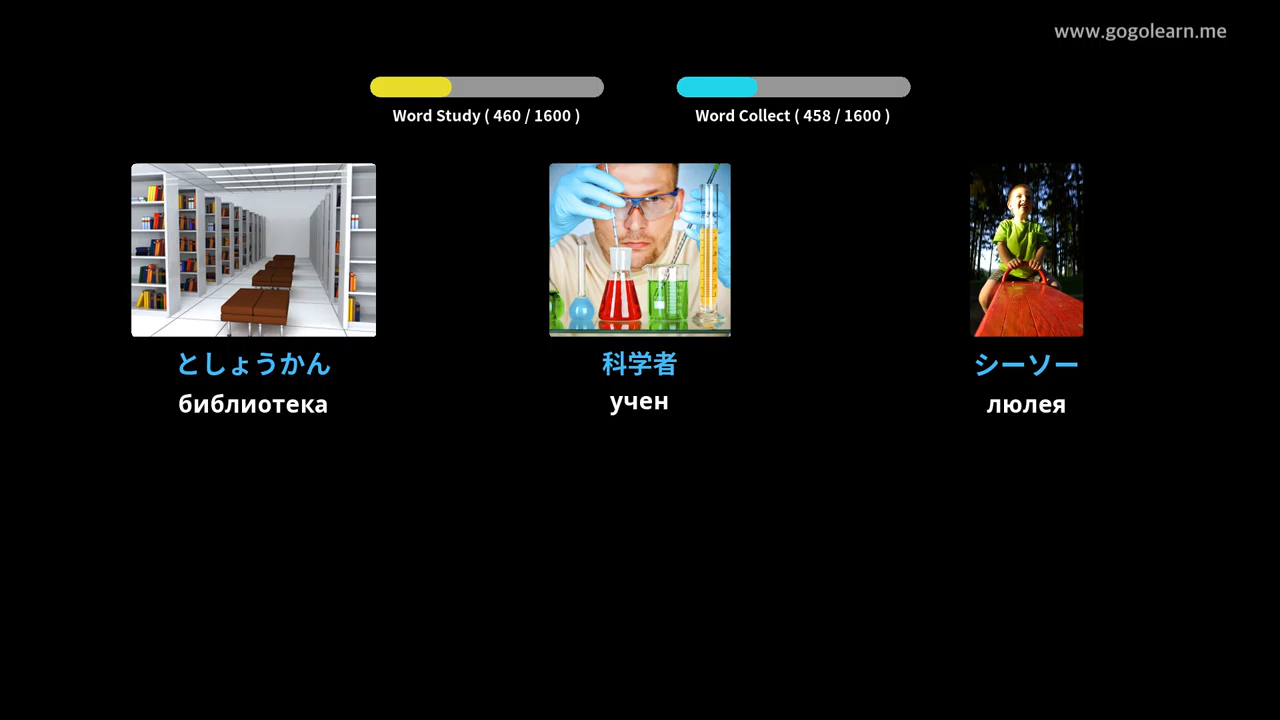 www.gogolearn.me
Word Study ( 460 / 1600 )
Word Collect ( 458 / 1600 )
としょうかん
библиотека
科学者
учен
シーソー
люлея